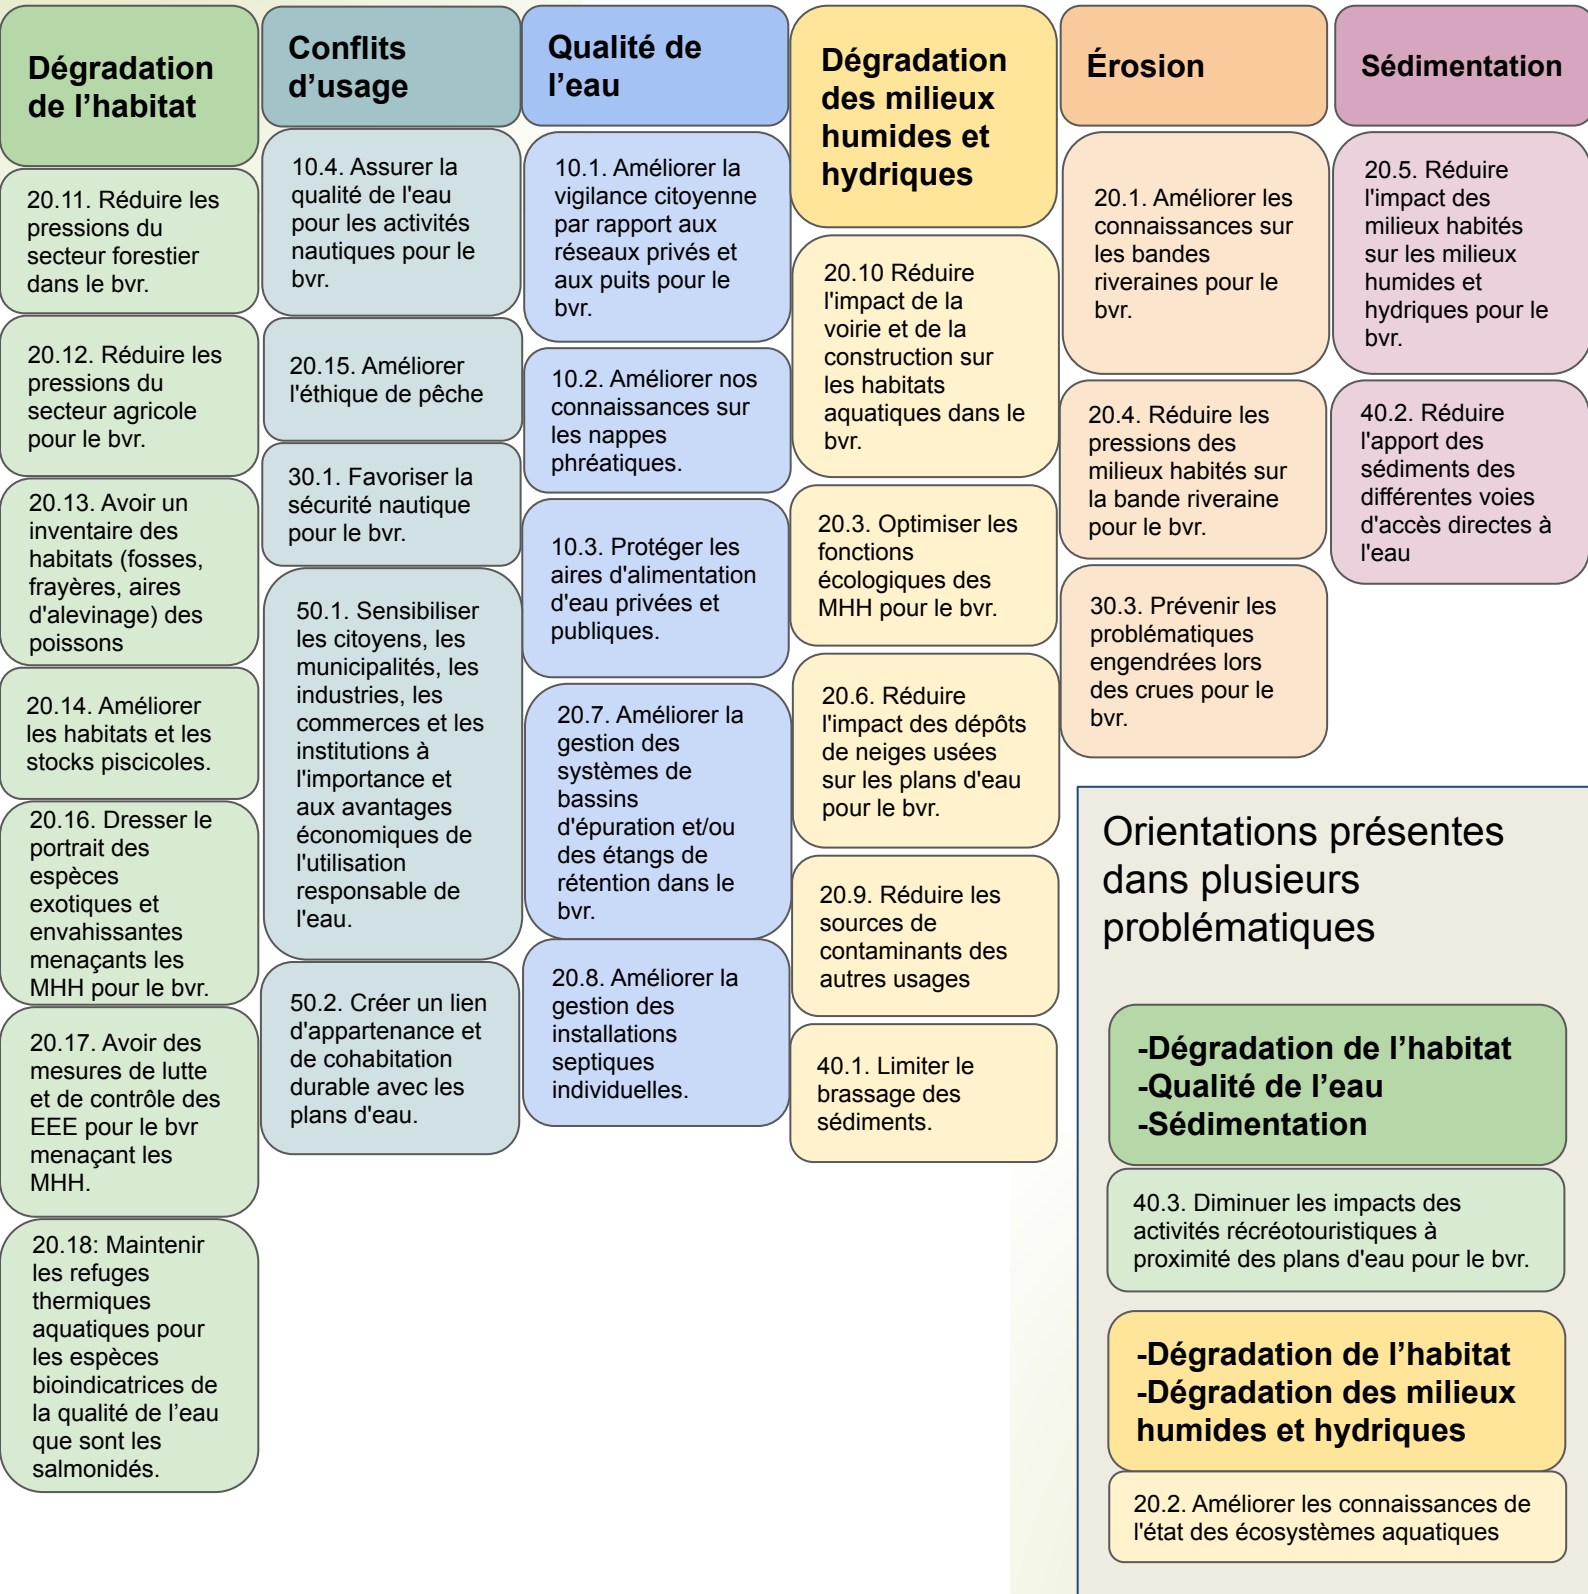 Dégradation
de l’habitat
20.11. Réduire les
pressions du
secteur forestier
dans le bvr.
20.12. Réduire les
pressions du
secteur agricole
pour le bvr.
20.13. Avoir un
inventaire des
habitats (fosses,
frayères, aires
d'alevinage) des
poissons
20.14. Améliorer
les habitats et les
stocks piscicoles.
20.16. Dresser le
portrait des
espèces
exotiques et
envahissantes
menaçants les
MHH pour le bvr.
20.17. Avoir des
mesures de lutte
et de contrôle des
EEE pour le bvr
menaçant les
MHH.
20.18: Maintenir
les refuges
thermiques
aquatiques pour
les espèces
bioindicatrices de
la qualité de l’eau
que sont les
salmonidés.
Conflits
d’usage
10.4. Assurer la
qualité de l'eau
pour les activités
nautiques pour le
bvr.
20.15. Améliorer
l'éthique de pêche
30.1. Favoriser la
sécurité nautique
pour le bvr.
50.1. Sensibiliser
les citoyens, les
municipalités, les
industries, les
commerces et les
institutions à
l'importance et
aux avantages
économiques de
l'utilisation
responsable de
l'eau.
50.2. Créer un lien
d'appartenance et
de cohabitation
durable avec les
plans d'eau.
Qualité de
l’eau
10.1. Améliorer la
vigilance citoyenne
par rapport aux
réseaux privés et
aux puits pour le
bvr.
10.2. Améliorer nos
connaissances sur
les nappes
phréatiques.
10.3. Protéger les
aires d'alimentation
d'eau privées et
publiques.
20.7. Améliorer la
gestion des
systèmes de
bassins
d'épuration et/ou
des étangs de
rétention dans le
bvr.
20.8. Améliorer la
gestion des
installations
septiques
individuelles.
Dégradation
des milieux
humides et
hydriques
20.10 Réduire
l'impact de la
voirie et de la
construction sur
les habitats
aquatiques dans le
bvr.
20.3. Optimiser les
fonctions
écologiques des
MHH pour le bvr.
20.6. Réduire
l'impact des dépôts
de neiges usées
sur les plans d'eau
pour le bvr.
20.9. Réduire les
sources de
contaminants des
autres usages
40.1. Limiter le
brassage des
sédiments.
Érosion
20.1. Améliorer les
connaissances sur
les bandes
riveraines pour le
bvr.
20.4. Réduire les
pressions des
milieux habités sur
la bande riveraine
pour le bvr.
30.3. Prévenir les
problématiques
engendrées lors
des crues pour le
bvr.
Sédimentation
20.5. Réduire
l'impact des
milieux habités
sur les milieux
humides et
hydriques pour le
bvr.
40.2. Réduire
l'apport des
sédiments des
différentes voies
d'accès directes à
l'eau
Orientations présentes
dans plusieurs
problématiques
-Dégradation de l’habitat
-Qualité de l’eau
-Sédimentation
40.3. Diminuer les impacts des
activités récréotouristiques à
proximité des plans d'eau pour le bvr.
-Dégradation de l’habitat
-Dégradation des milieux
humides et hydriques
20.2. Améliorer les connaissances de
l'état des écosystèmes aquatiques